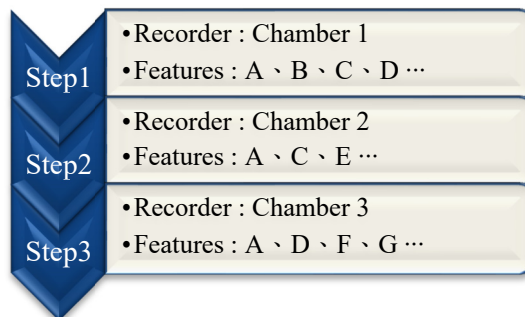 Step1
•Recorder : Chamber 1
•Features : A、B、C、D ⋯
Step2
•Recorder : Chamber 2
•Features : A、C、E ⋯
Step3
•Recorder : Chamber 3
•Features : A、D、F、G ⋯